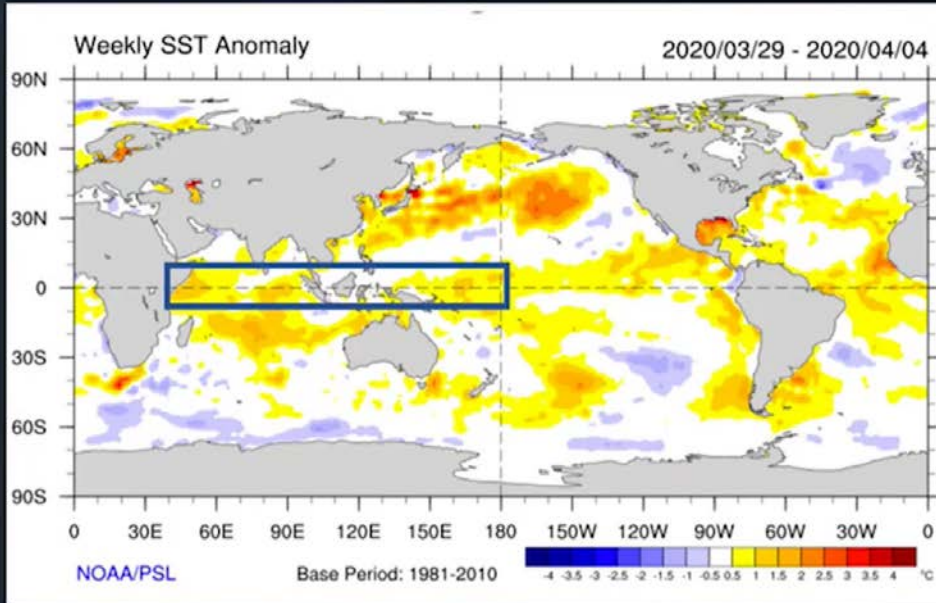 Weekly SST Anomaly 2020/03/29 - 2020/04/04
90N
60N
30N
0
30S
60S
90S
0 30E 60E 90E 120E 150E 180 150W 120W 90W 60W 30W 0
NOAA/PSL Base Period: 1981-2010
-4 -3.5 -3 -2.5 -2 -1.5 -1 -0.5 0.5 1 1.5 2 2.5 3 3.5 4 °C